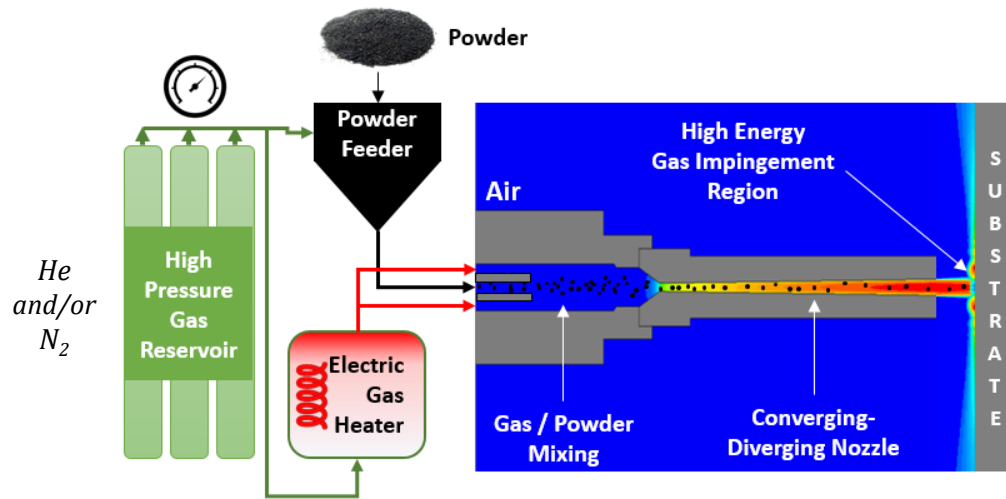 Powder
Powder
Feeder
He
and/or
N₂
High
Pressure
Gas
Reservoir
Electric
Gas
Heater
Air
High Energy
Gas Impingement
Region
Gas / Powder
Mixing
Converging-
Diverging Nozzle
S
U
B
S
T
R
A
T
E